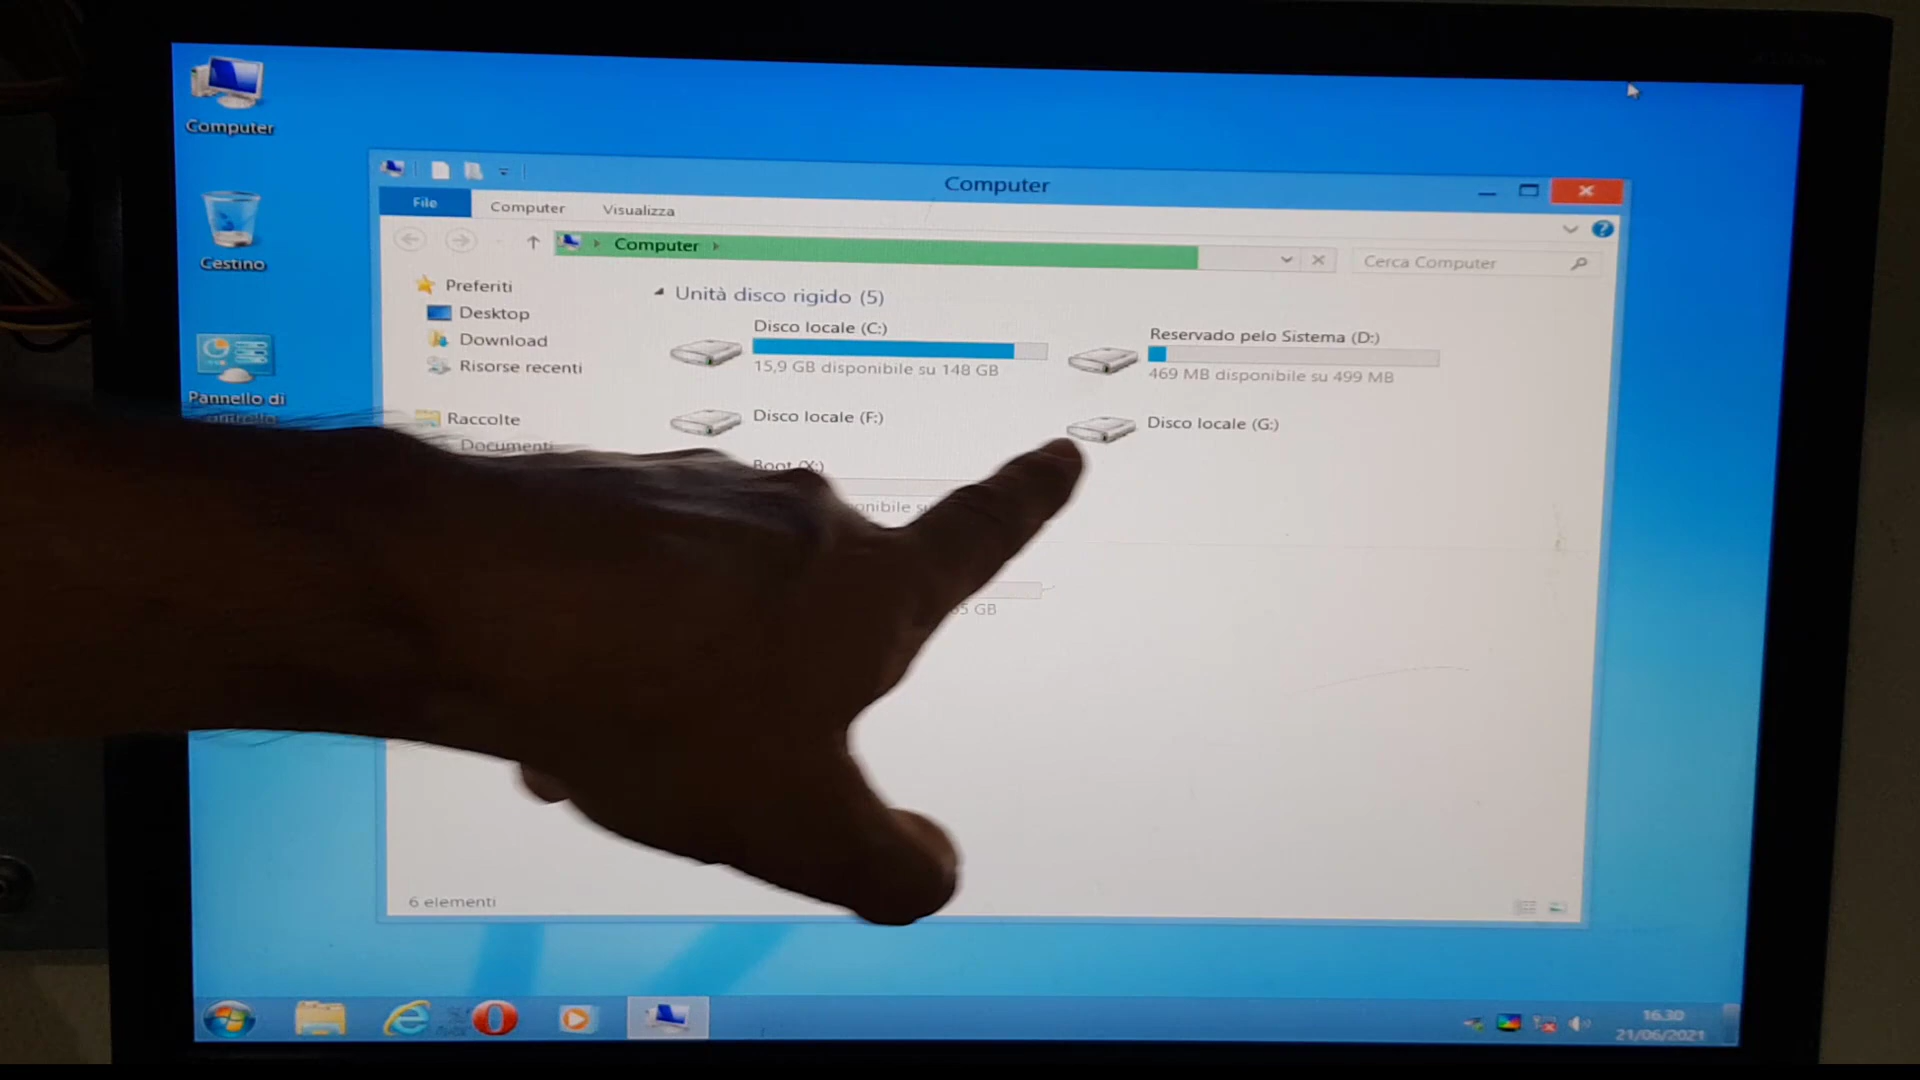 Computer
Cestino
Pannello di
controllo
Computer
File
Computer
Visualizza
Computer
Cerca Computer
Preferiti
Desktop
Download
Risorse recenti
Raccolte
Documenti
Unità disco rigido (5)
Disco locale (C:)
15,9 GB disponibile su 148 GB
Reservado pelo Sistema (D:)
469 MB disponibile su 499 MB
Disco locale (F:)
Disco locale (G:)
Boot (X:)
GB
6 elementi
16.30
21/06/2021